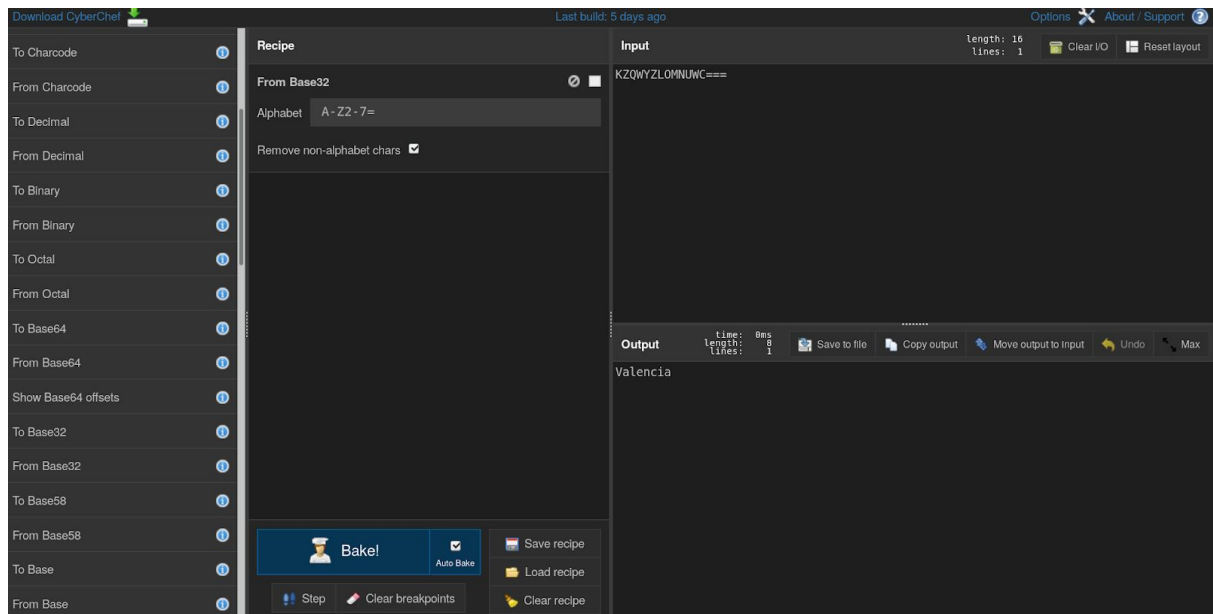 Download CyberChef
Last build: 5 days ago
Options
About / Support
To Charcode
From Charcode
To Decimal
From Decimal
To Binary
From Binary
To Octal
From Octal
To Base64
From Base64
Show Base64 offsets
To Base32
From Base32
To Base58
From Base58
To Base
From Base
Recipe
From Base32
Alphabet A-Z2-7=
Remove non-alphabet chars
Bake!
Auto Bake
Step
Clear breakpoints
Save recipe
Load recipe
Clear recipe
Input
length: 16
lines: 1
Clear I/O
Reset layout
KZQWYZLOMNUWC===
Output
time: 0ms
length: 8
lines: 1
Save to file
Copy output
Move output to input
Undo
Max
Valencia